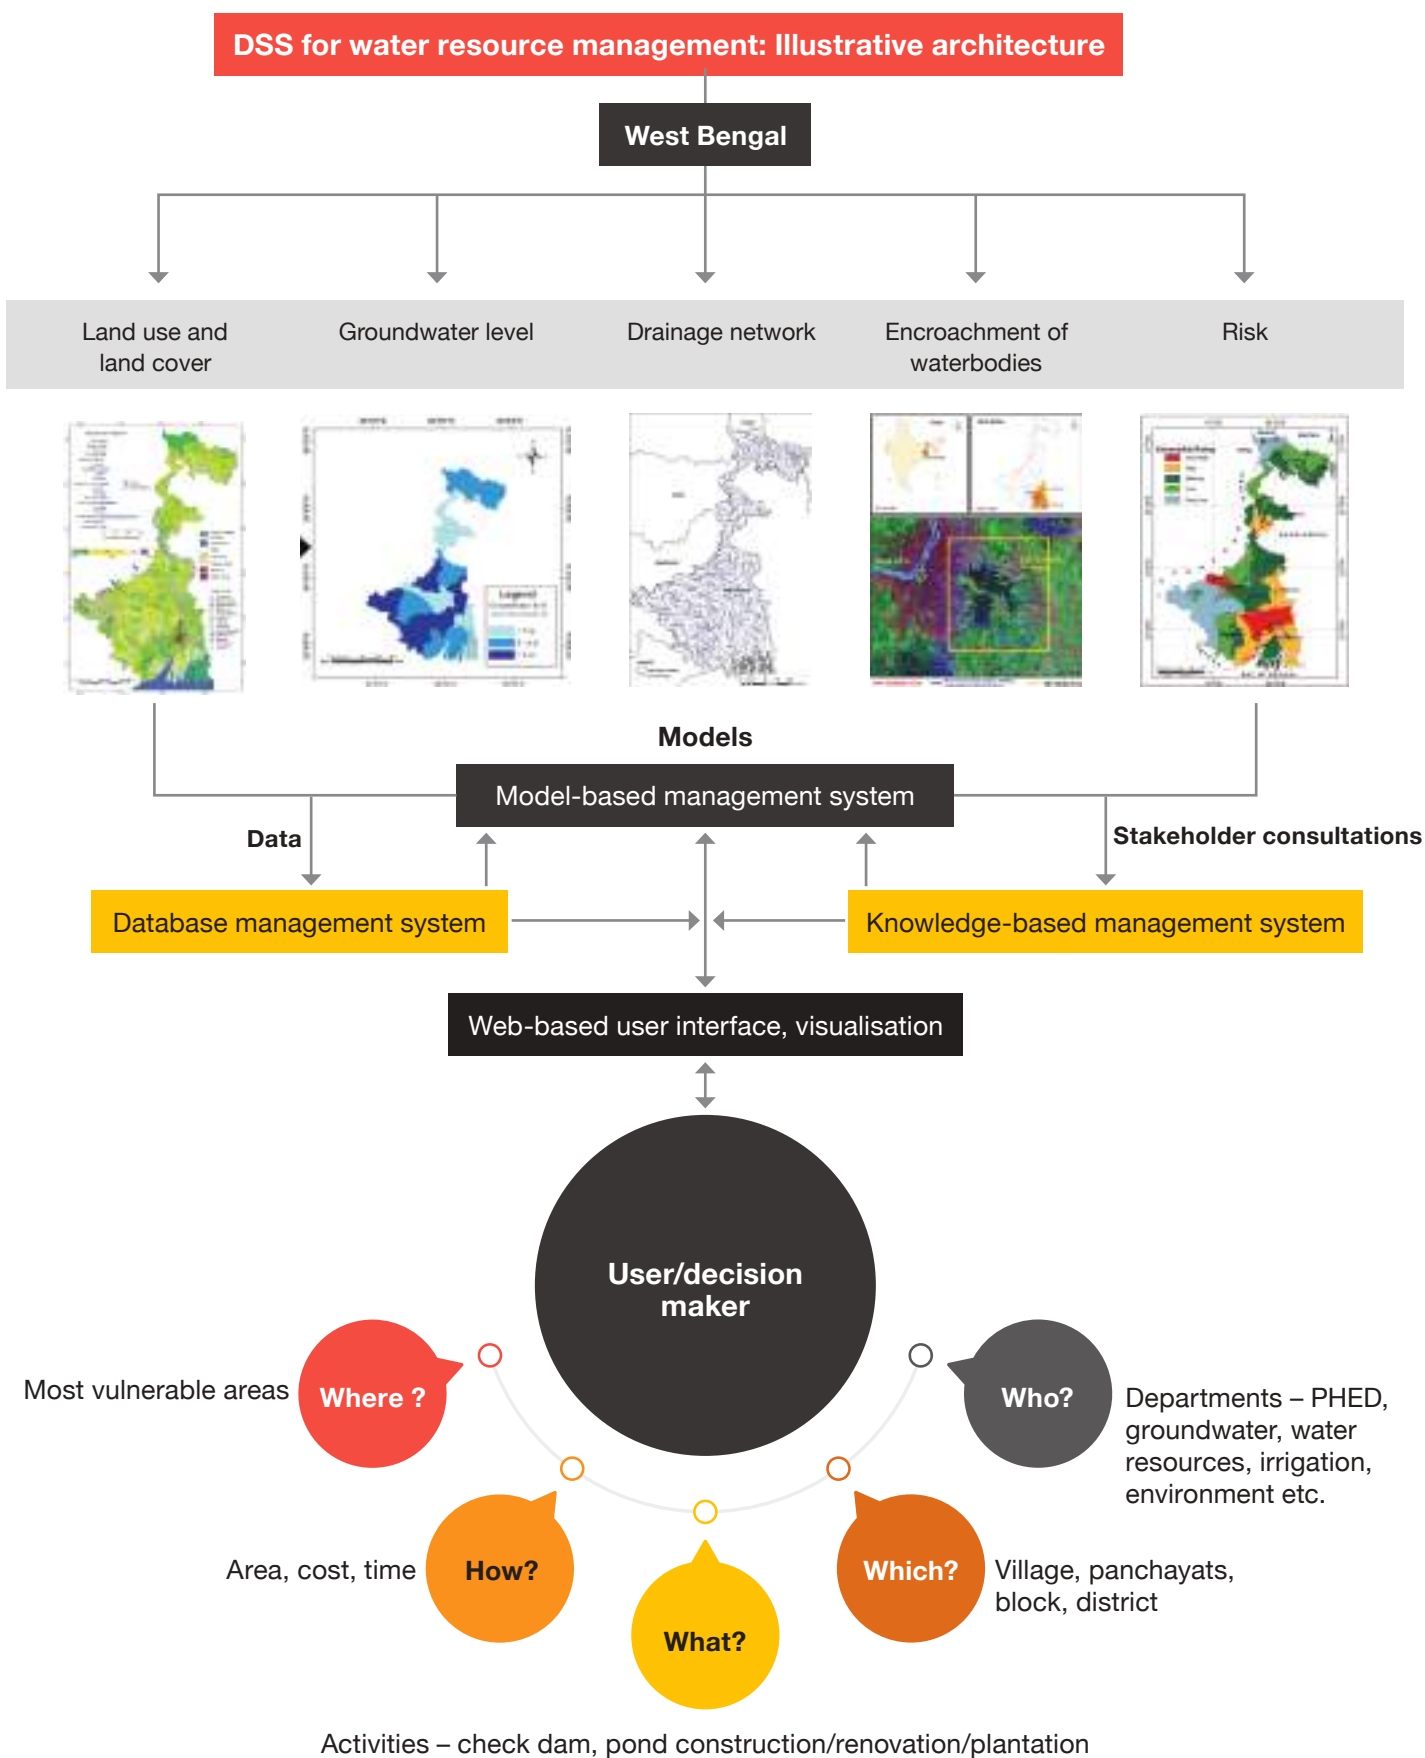 DSS for water resource management: Illustrative architecture
West Bengal
Land use and
land cover
Groundwater level
Drainage network
Encroachment of
waterbodies
Risk
Legend
Models
Model-based management system
Data
Stakeholder consultations
Database management system
Knowledge-based management system
Web-based user interface, visualisation
User/decision
maker
Where ?
Most vulnerable areas
Who?
Departments – PHED,
groundwater, water
resources, irrigation,
environment etc.
How?
Area, cost, time
Which?
Village, panchayats,
block, district
What?
Activities – check dam, pond construction/renovation/plantation